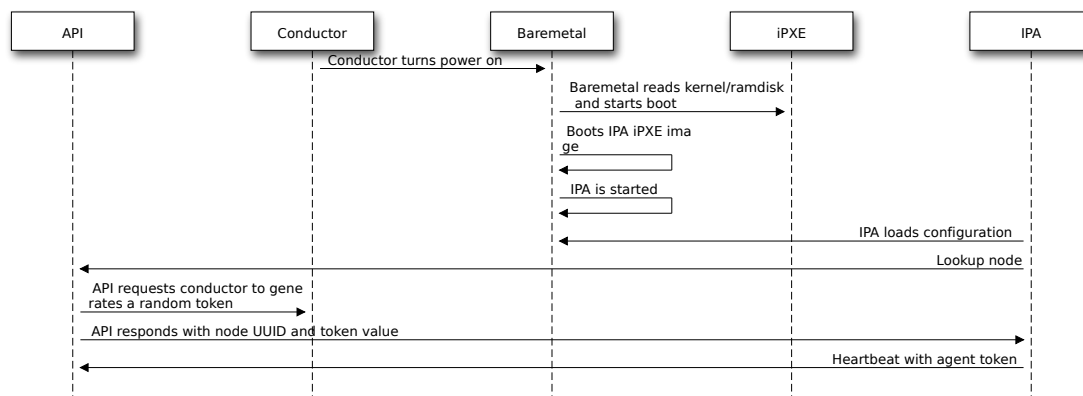 API
Conductor
Baremetal
iPXE
IPA
Conductor turns power on
Baremetal reads kernel/ramdisk
and starts boot
Boots IPA iPXE ima
ge
IPA is started
IPA loads configuration
Lookup node
API requests conductor to gene
rates a random token
API responds with node UUID and token value
Heartbeat with agent token